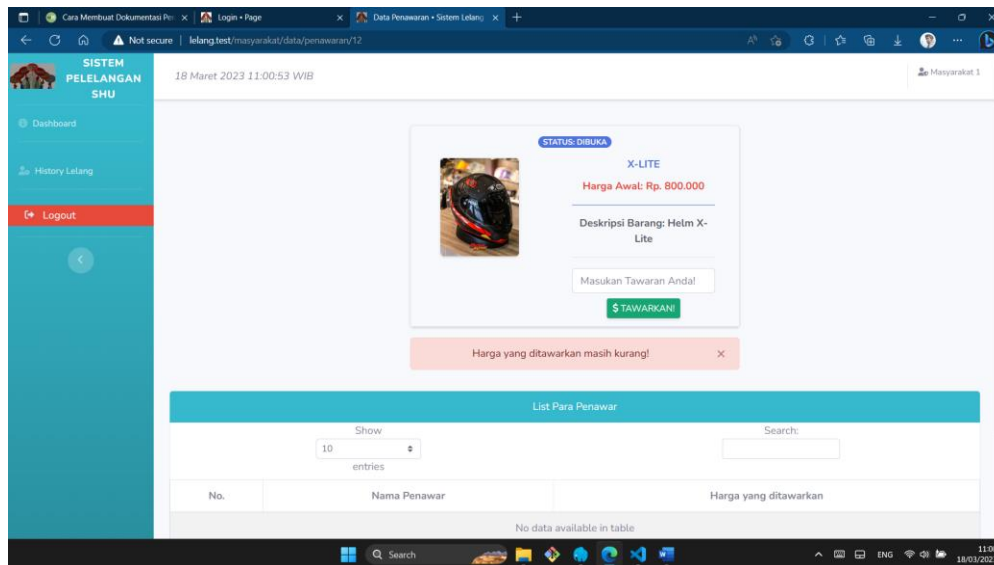 Cara Membuat Dokumentasi Pe
Login • Page
Data Penawaran • Sistem Lelang
Not secure | lelang.test/masyarakat/data/penawaran/12
SISTEM
PELELANGAN
SHU
18 Maret 2023 11:00:53 WIB
Masyarakat 1
Dashboard
History Lelang
Logout
STATUS: DIBUKA
X-LITE
Harga Awal: Rp. 800.000
Deskripsi Barang: Helm X-
Lite
Masukan Tawaran Anda!
$ TAWARKAN!
Harga yang ditawarkan masih kurang!
List Para Penawar
Show
10
entries
Search:
No.
Nama Penawar
Harga yang ditawarkan
No data available in table
Search
ENG
11:0
18/03/202